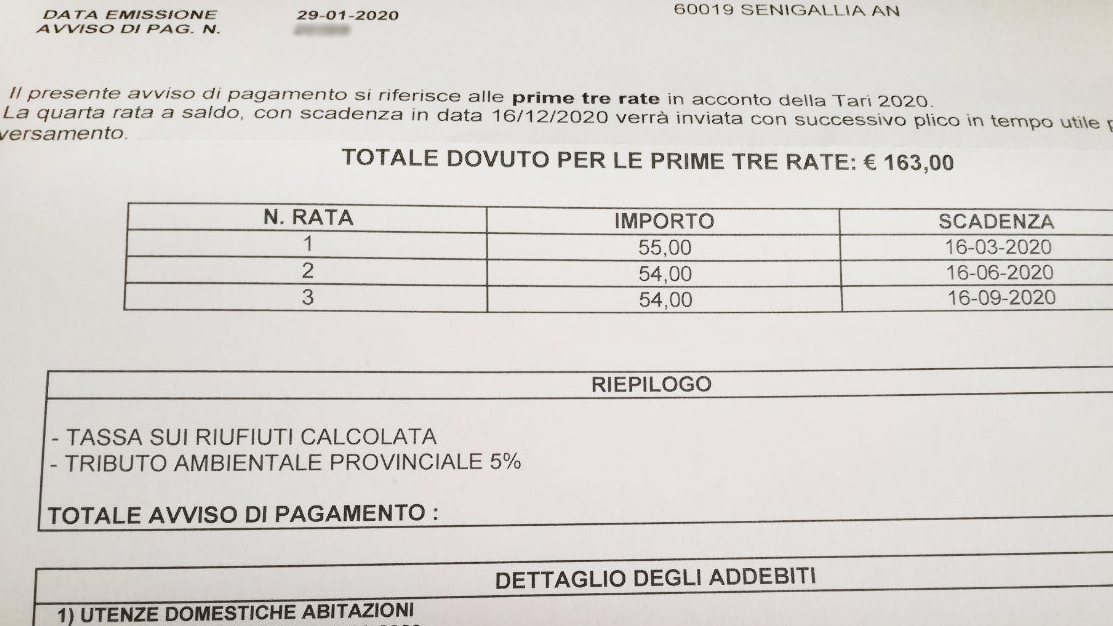 DATA EMISSIONE 29-01-2020 60019 SENIGALLIA AN
AVVISO DI PAG. N.
Il presente avviso di pagamento si riferisce alle prime tre rate in acconto della Tari 2020.
La quarta rata a saldo, con scadenza in data 16/12/2020 verrà inviata con successivo plico in tempo utile p
versamento.
TOTALE DOVUTO PER LE PRIME TRE RATE: € 163,00
N. RATA IMPORTO SCADENZA
1 55,00 16-03-2020
2 54,00 16-06-2020
3 54,00 16-09-2020
RIEPILOGO
- TASSA SUI RIUFIUTI CALCOLATA
- TRIBUTO AMBIENTALE PROVINCIALE 5%
TOTALE AVVISO DI PAGAMENTO :
DETTAGLIO DEGLI ADDEBITI
1) UTENZE DOMESTICHE ABITAZIONI